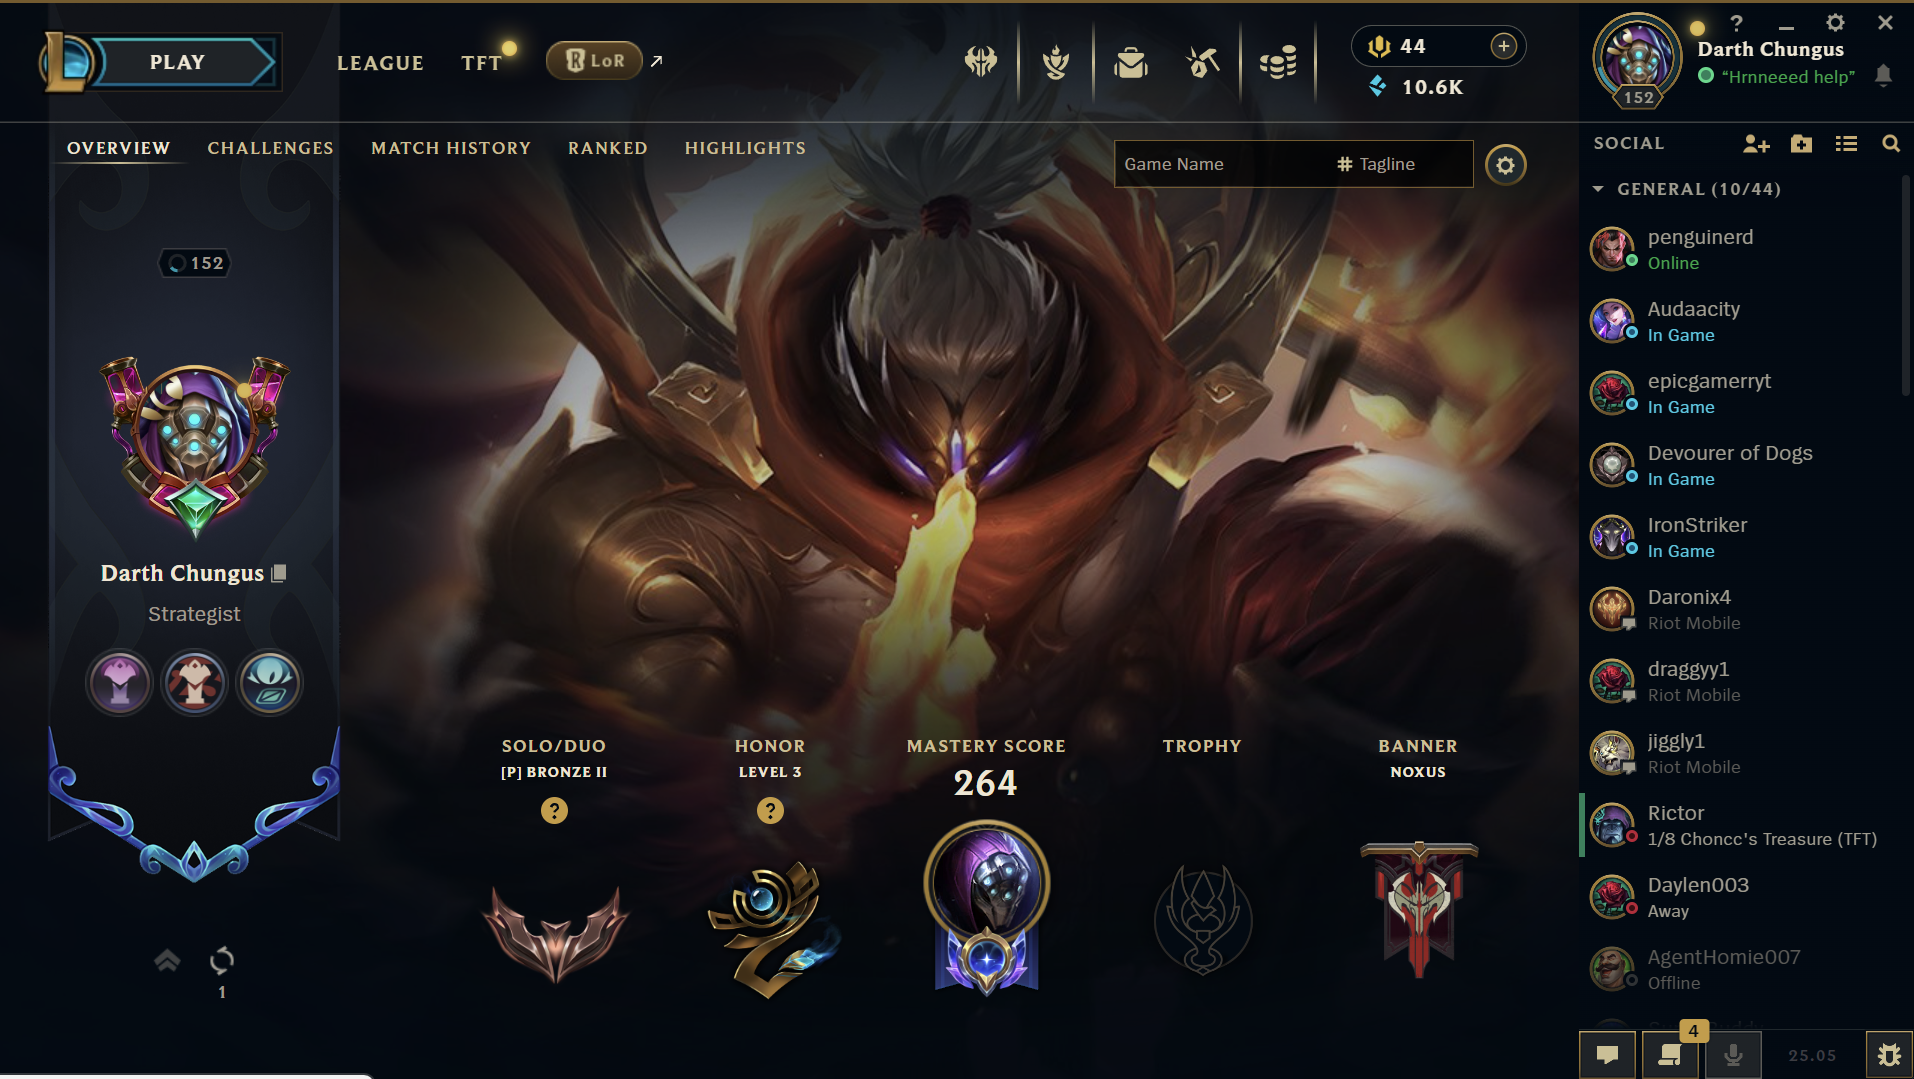 PLAY
LEAGUE
TFT
LoR
44
10.6K
152
Darth Chungus
“Hrnneeed help”
OVERVIEW
CHALLENGES
MATCH HISTORY
RANKED
HIGHLIGHTS
Game Name
# Tagline
152
Darth Chungus
Strategist
1
SOLO/DUO
[P] BRONZE II
?
HONOR
LEVEL 3
?
MASTERY SCORE
264
TROPHY
BANNER
NOXUS
SOCIAL
GENERAL (10/44)
penguinerd
Online
Audaacity
In Game
epicgamerryt
In Game
Devourer of Dogs
In Game
IronStriker
In Game
Daronix4
Riot Mobile
draggyy1
Riot Mobile
jiggly1
Riot Mobile
Rictor
1/8 Choncc's Treasure (TFT)
Daylen003
Away
AgentHomie007
Offline
4
25.05